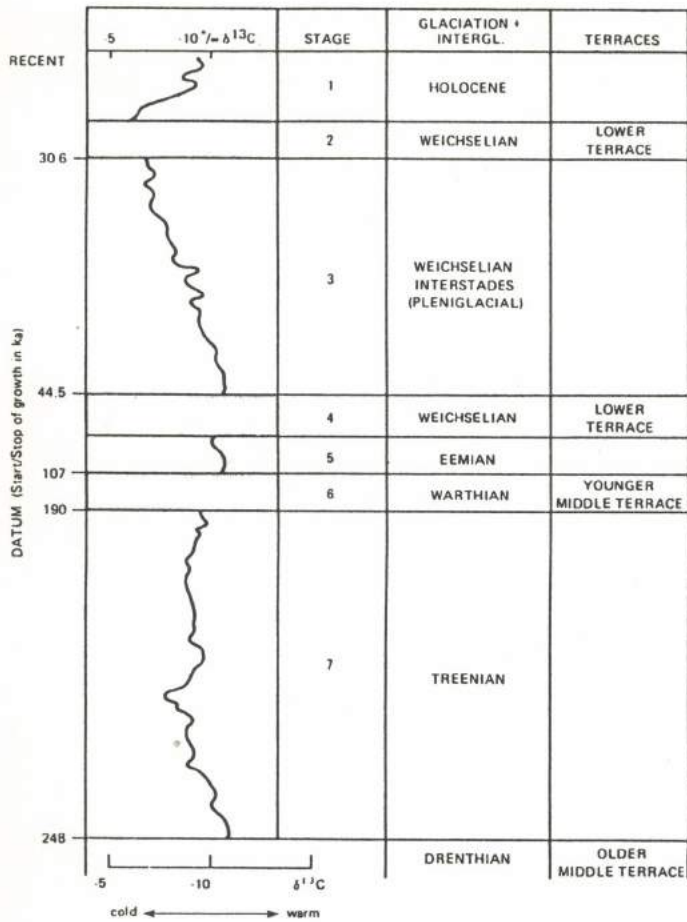 ·5 ·10 ⁺/₌ δ¹³C STAGE GLACIATION + INTERGL. TERRACES
RECENT
1 HOLOCENE
2 WEICHSELIAN LOWER TERRACE
30 6
3 WEICHSELIAN INTERSTADES (PLENIGLACIAL)
44.5
4 WEICHSELIAN LOWER TERRACE
5 EEMIAN
107
6 WARTHIAN YOUNGER MIDDLE TERRACE
190
7 TREENIAN
248
DRENTHIAN OLDER MIDDLE TERRACE
-5 -10 δ¹³C
cold warm
DATUM (Start/Stop of growth in ka)